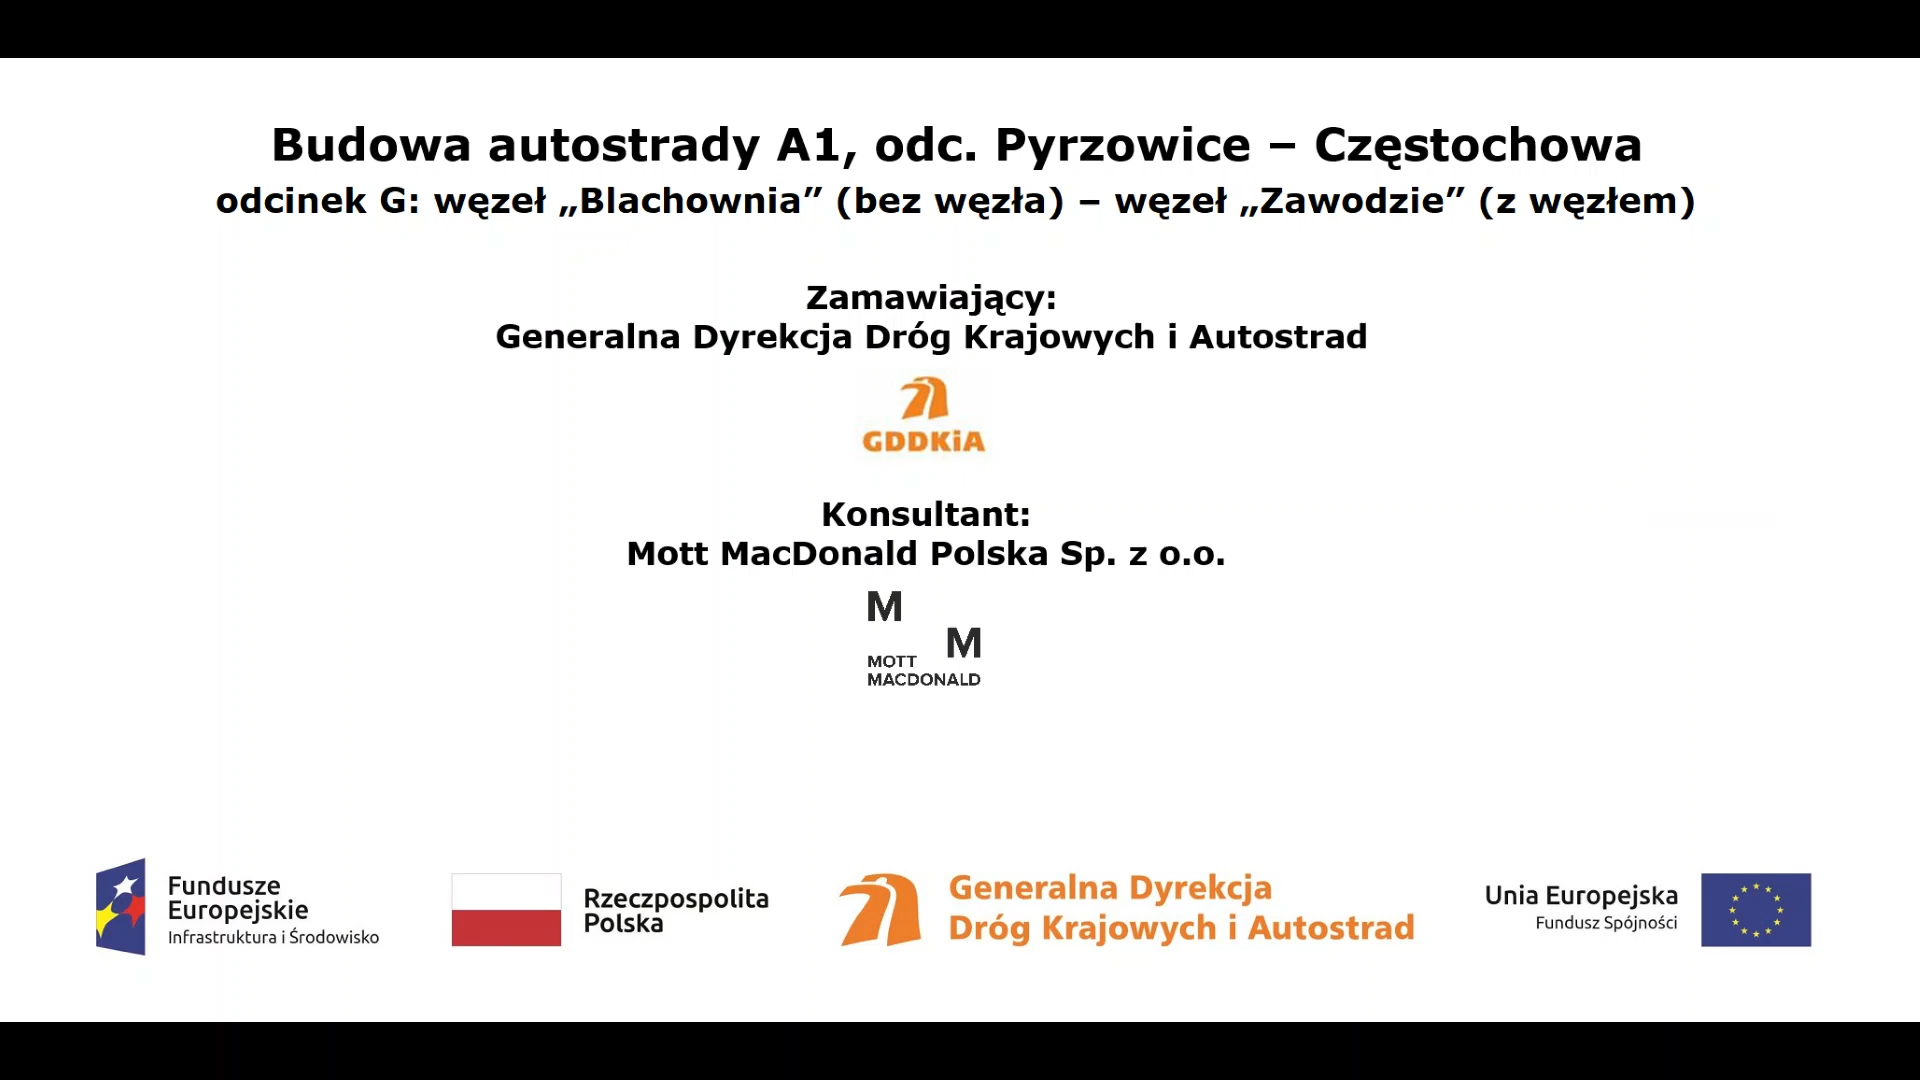 Budowa autostrady A1, odc. Pyrzowice – Częstochowa
odcinek G: węzeł „Blachownia” (bez węzła) – węzeł „Zawodzie” (z węzłem)
Zamawiający:
Generalna Dyrekcja Dróg Krajowych i Autostrad
GDDKiA
Konsultant:
Mott MacDonald Polska Sp. z o.o.
M
M
MOTT
MACDONALD
Fundusze
Europejskie
Infrastruktura i Środowisko
Rzeczpospolita
Polska
Generalna Dyrekcja
Dróg Krajowych i Autostrad
Unia Europejska
Fundusz Spójności